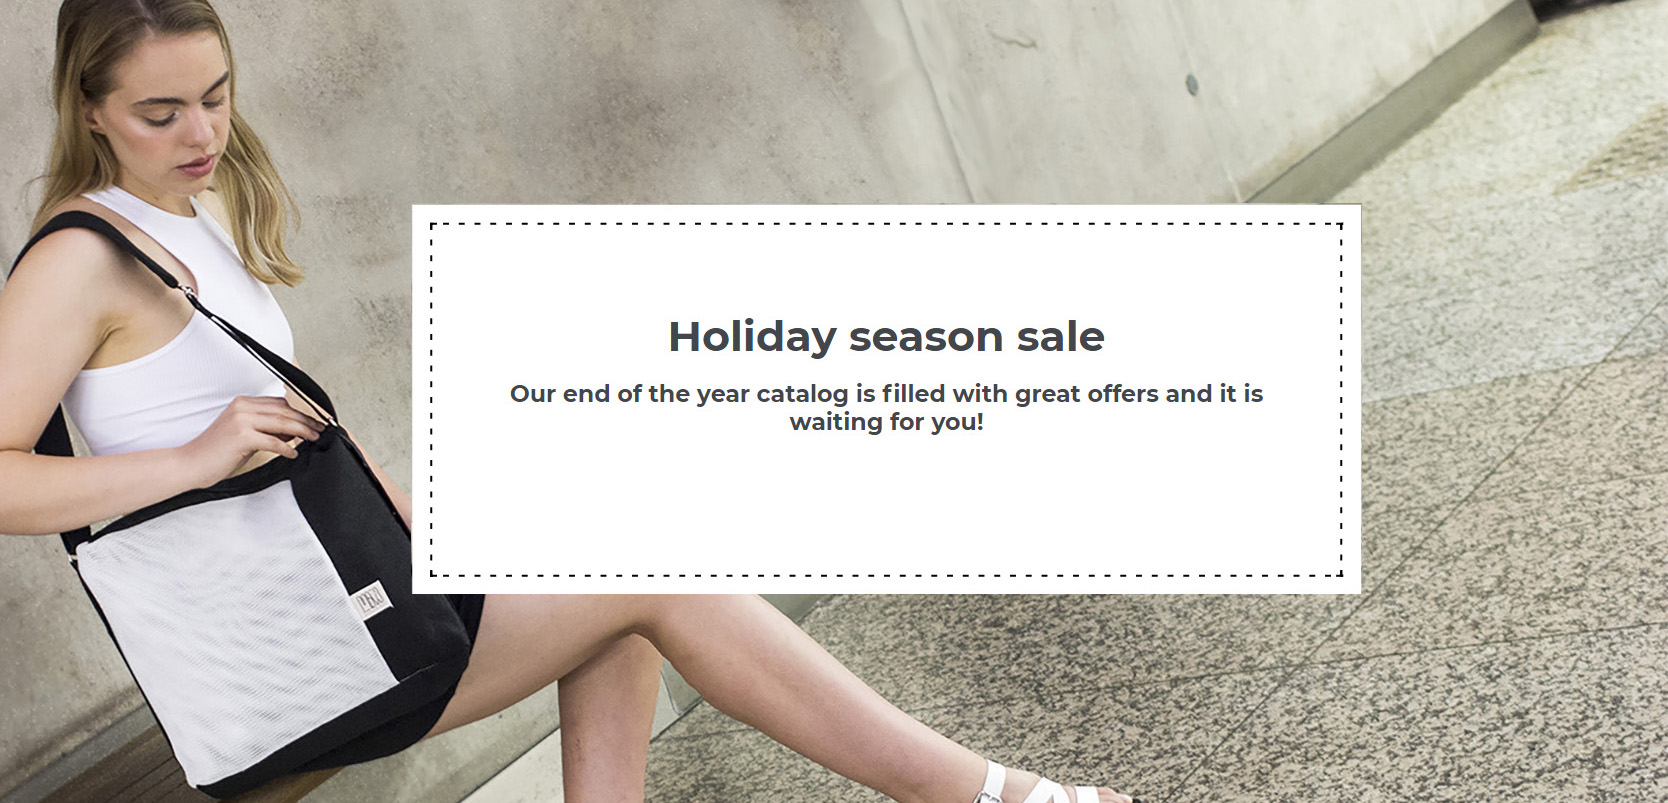 Holiday season sale
Our end of the year catalog is filled with great offers and it is
waiting for you!